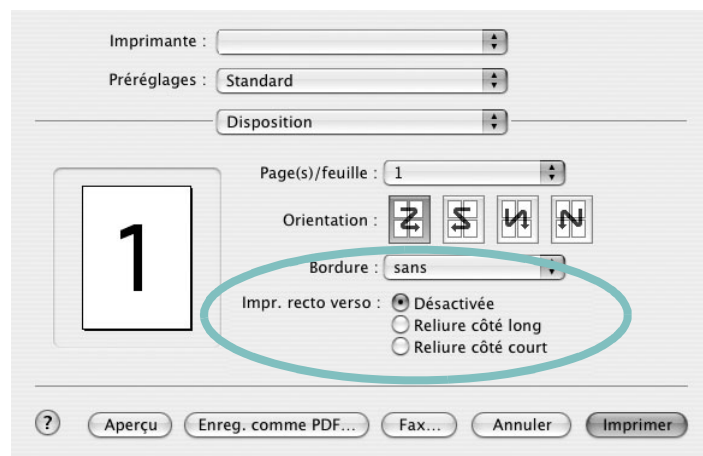 Imprimante :
Préréglages : Standard
Disposition
Page(s)/feuille : 1
1
Orientation :
Bordure : sans
Impr. recto verso : Désactivée
Reliure côté long
Reliure côté court
? Aperçu Enreg. comme PDF... Fax... Annuler Imprimer